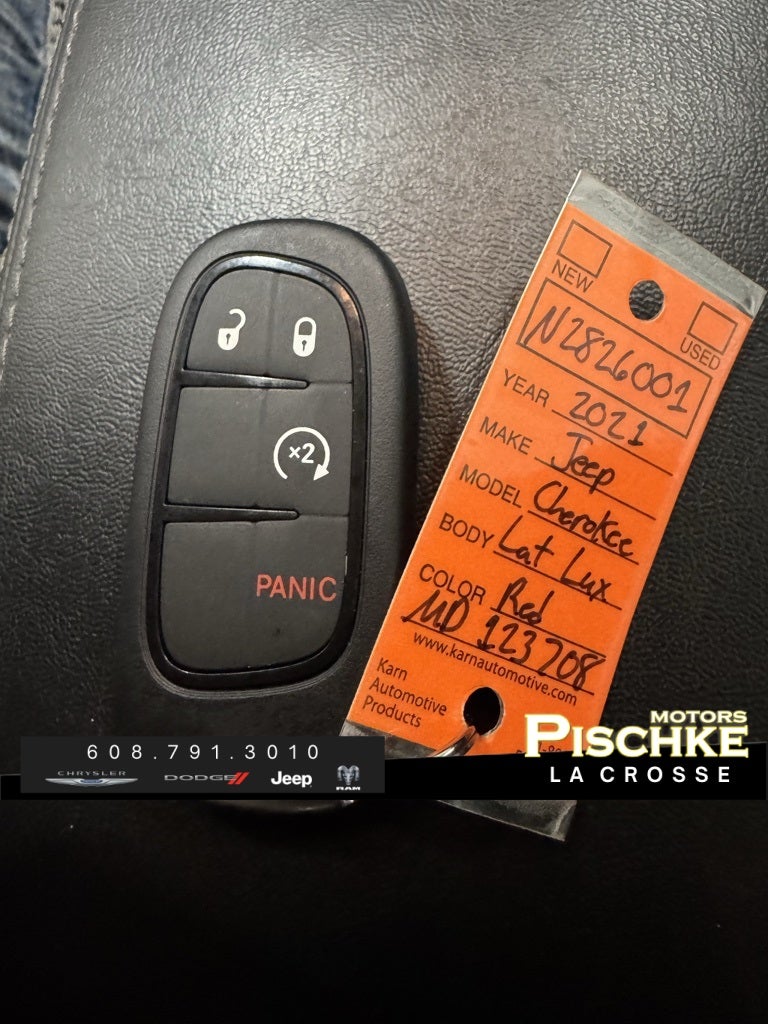 ×2
PANIC
NEW
USED
N2826001
YEAR 2021
MAKE Jeep
MODEL Cherokee
BODY Lat Lux
COLOR Red
MD 123708
www.karnautomotive.com
Karn
Automotive
Products
608.791.3010
CHRYSLER DODGE Jeep RAM
MOTORS
PISCHKE
LA CROSSE